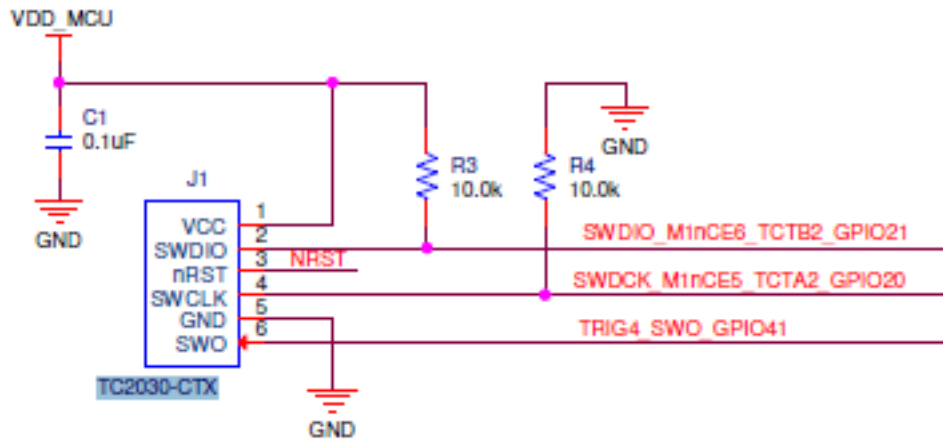 VDD_MCU
C1
0.1uF
GND
R3
10.0k
R4
10.0k
GND
J1
VCC 1
SWDIO 2
nRST 3 NRST
SWCLK 4
GND 5
SWO 6
SWDIO_M1nCE6_TCTB2_GPIO21
SWDCK_M1nCE5_TCTA2_GPIO20
TRIG4_SWO_GPIO41
TC2030-CTX
GND